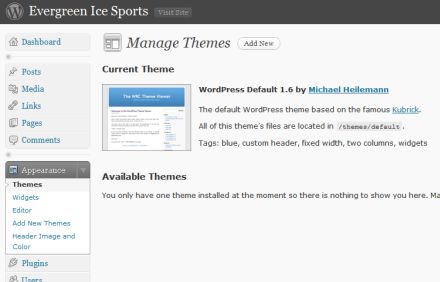 Evergreen Ice Sports Visit Site
Dashboard
Manage Themes Add New
Posts
Media
Links
Pages
Comments
Appearance
Themes
Widgets
Editor
Add New Themes
Header Image and
Color
Plugins
Users
Current Theme
WordPress Default 1.6 by Michael Heilemann
The default WordPress theme based on the famous Kubrick.
All of this theme's files are located in /themes/default.
Tags: blue, custom header, fixed width, two columns, widgets
Available Themes
You only have one theme installed at the moment so there is nothing to show you here. Ma